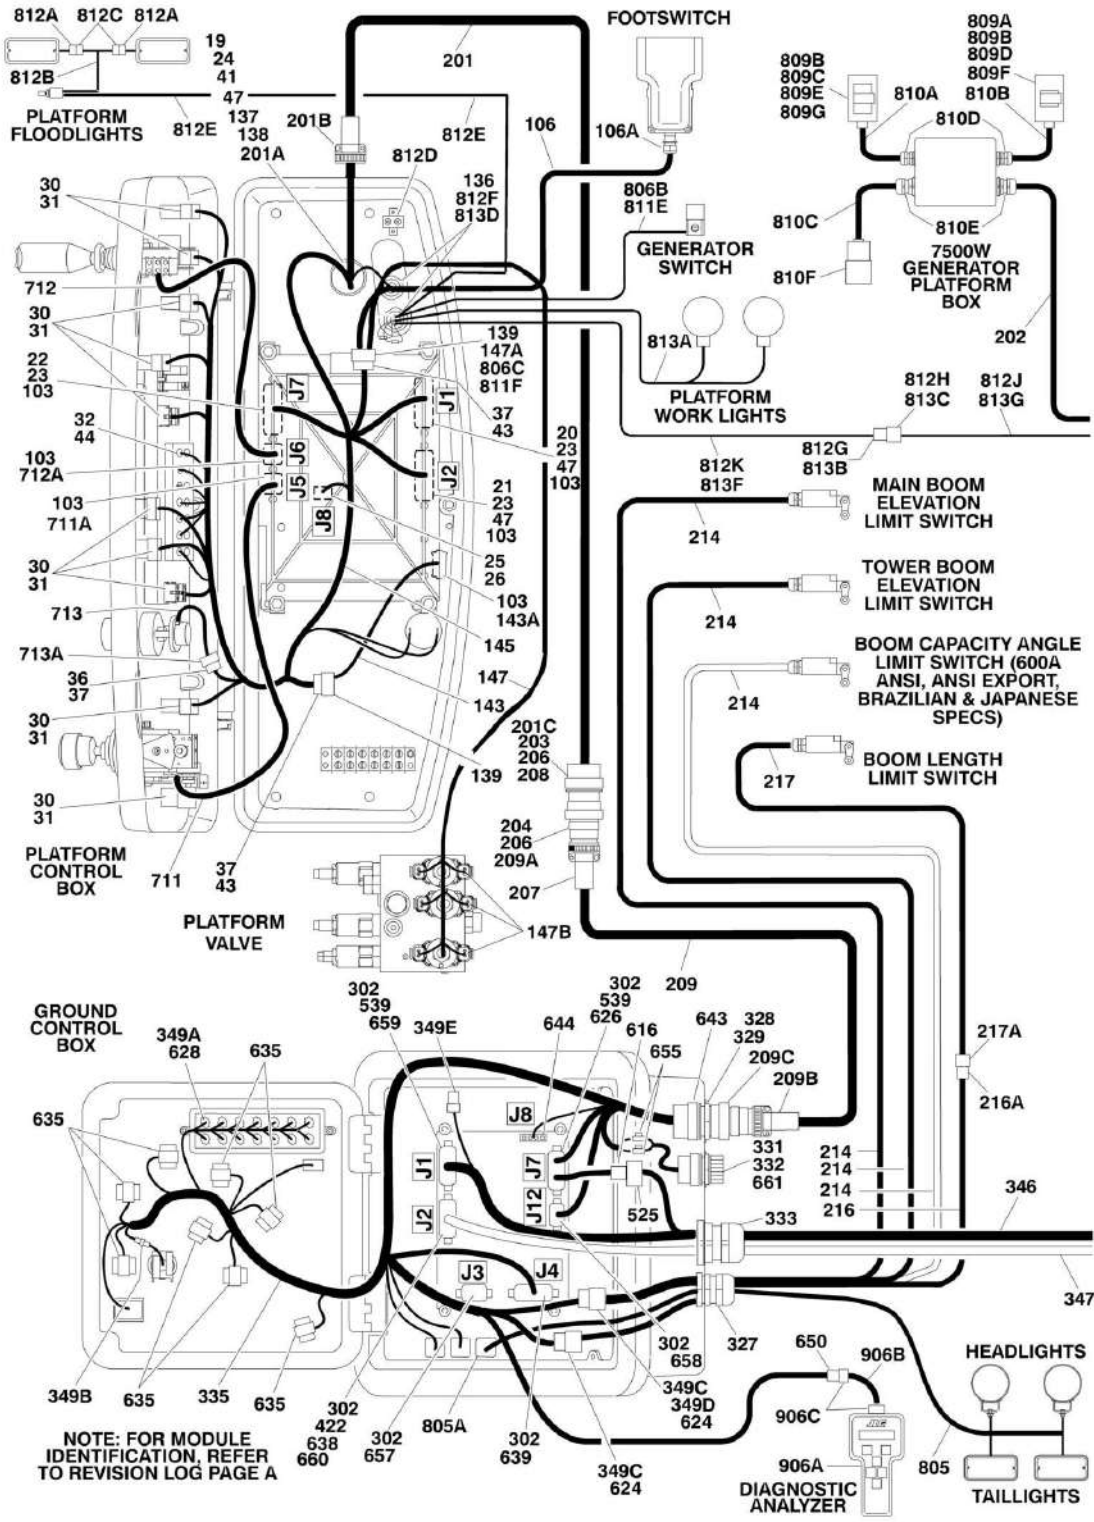 812A
812C
812A
19
24
41
47
137
138
201A
812B
PLATFORM
FLOODLIGHTS
812E
201B
201
812E
812D
FOOTSWITCH
106
106A
136
812F
813D
806B
811E
GENERATOR
SWITCH
809B
809C
809E
809G
809A
809B
809D
809F
810A
810B
810D
810C
810E
810F
7500W
GENERATOR
PLATFORM
BOX
202
30
31
712
30
31
22
23
103
32
44
103
712A
103
711A
30
31
713
713A
36
37
30
31
30
31
PLATFORM
CONTROL
BOX
711
37
43
J7
J6
J5
J8
J1
J2
139
147A
806C
811F
37
43
20
23
47
103
21
23
47
103
25
26
103
143A
145
147
143
139
813A
PLATFORM
WORK LIGHTS
812H
813C
812J
813G
812G
813B
812K
813F
214
MAIN BOOM
ELEVATION
LIMIT SWITCH
214
TOWER BOOM
ELEVATION
LIMIT SWITCH
214
BOOM CAPACITY ANGLE
LIMIT SWITCH (600A
ANSI, ANSI EXPORT,
BRAZILIAN & JAPANESE
SPECS)
217
BOOM LENGTH
LIMIT SWITCH
201C
203
206
208
204
206
209A
207
PLATFORM
VALVE
147B
209
GROUND
CONTROL
BOX
349A
628
635
635
302
539
659
349E
644
302
539
626
616
655
643
328
329
209C
209B
217A
216A
J8
J1
J7
J2
J12
J3
J4
525
331
332
661
333
214
214
214
216
346
347
327
349B
635
335
635
302
422
638
660
302
657
805A
302
639
349C
624
349C
349D
624
302
658
650
906B
906C
906A
DIAGNOSTIC
ANALYZER
JLG
HEADLIGHTS
805
TAILLIGHTS
NOTE: FOR MODULE
IDENTIFICATION, REFER
TO REVISION LOG PAGE A